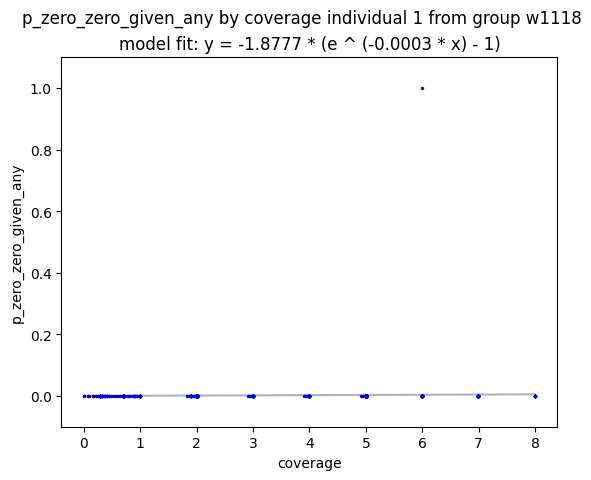 p_zero_zero_given_any by coverage individual 1 from group w1118
model fit: y = -1.8777 * (e ^ (-0.0003 * x) - 1)
1.0
0.8
0.6
0.4
0.2
0.0
p_zero_zero_given_any
0 1 2 3 4 5 6 7 8
coverage